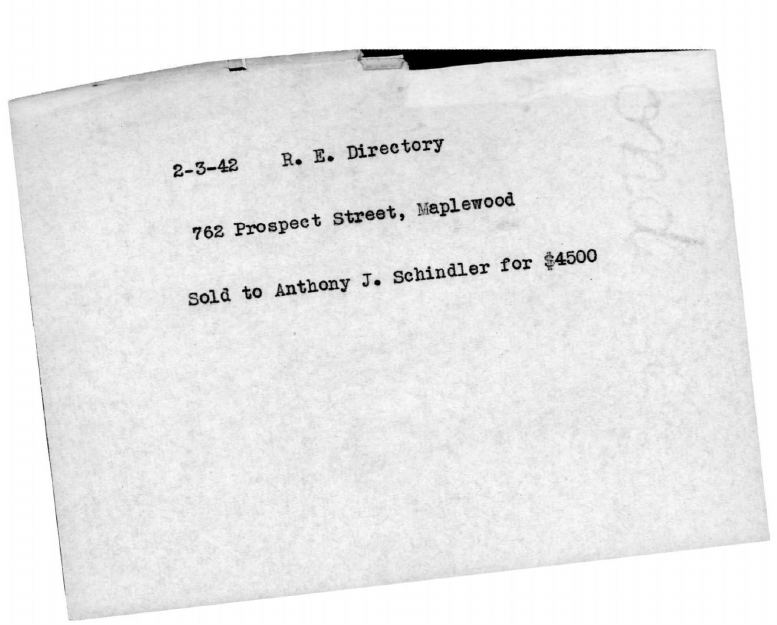 2-3-42 R. E. Directory
762 Prospect Street, Maplewood
Sold to Anthony J. Schindler for $4500